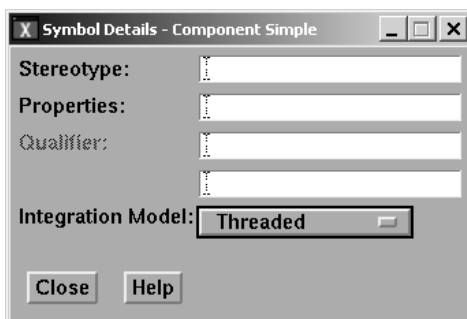 X Symbol Details - Component Simple
Stereotype:
Properties:
Qualifier:
Integration Model: Threaded
Close Help